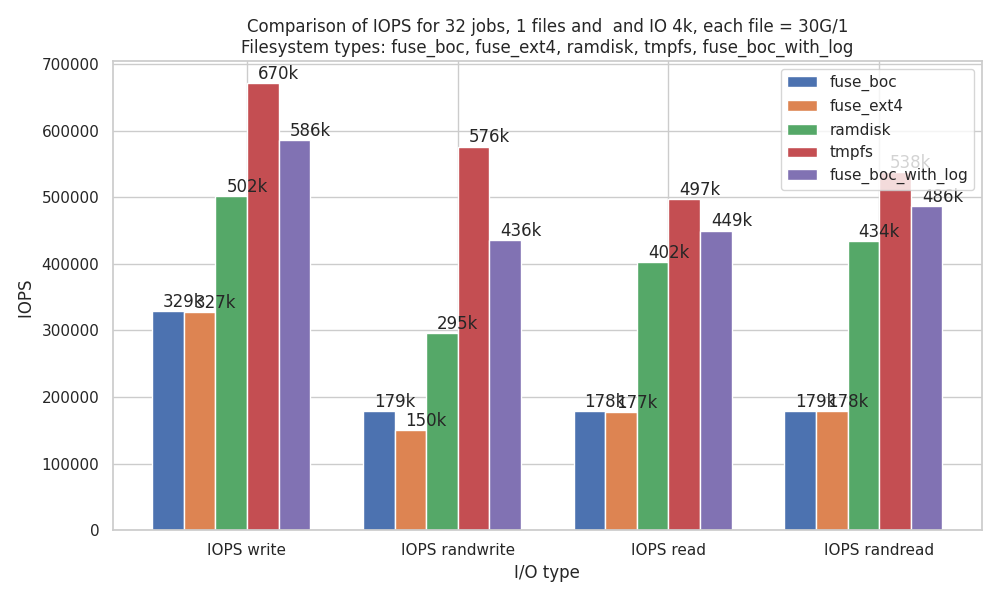 Comparison of IOPS for 32 jobs, 1 files and  and IO 4k, each file = 30G/1
Filesystem types: fuse_boc, fuse_ext4, ramdisk, tmpfs, fuse_boc_with_log
700000
600000
500000
400000
300000
200000
100000
0
IOPS
fuse_boc
fuse_ext4
ramdisk
tmpfs
fuse_boc_with_log
329k
327k
502k
670k
586k
179k
150k
295k
576k
436k
178k
177k
402k
497k
449k
179k
178k
434k
538k
486k
IOPS write
IOPS randwrite
IOPS read
IOPS randread
I/O type